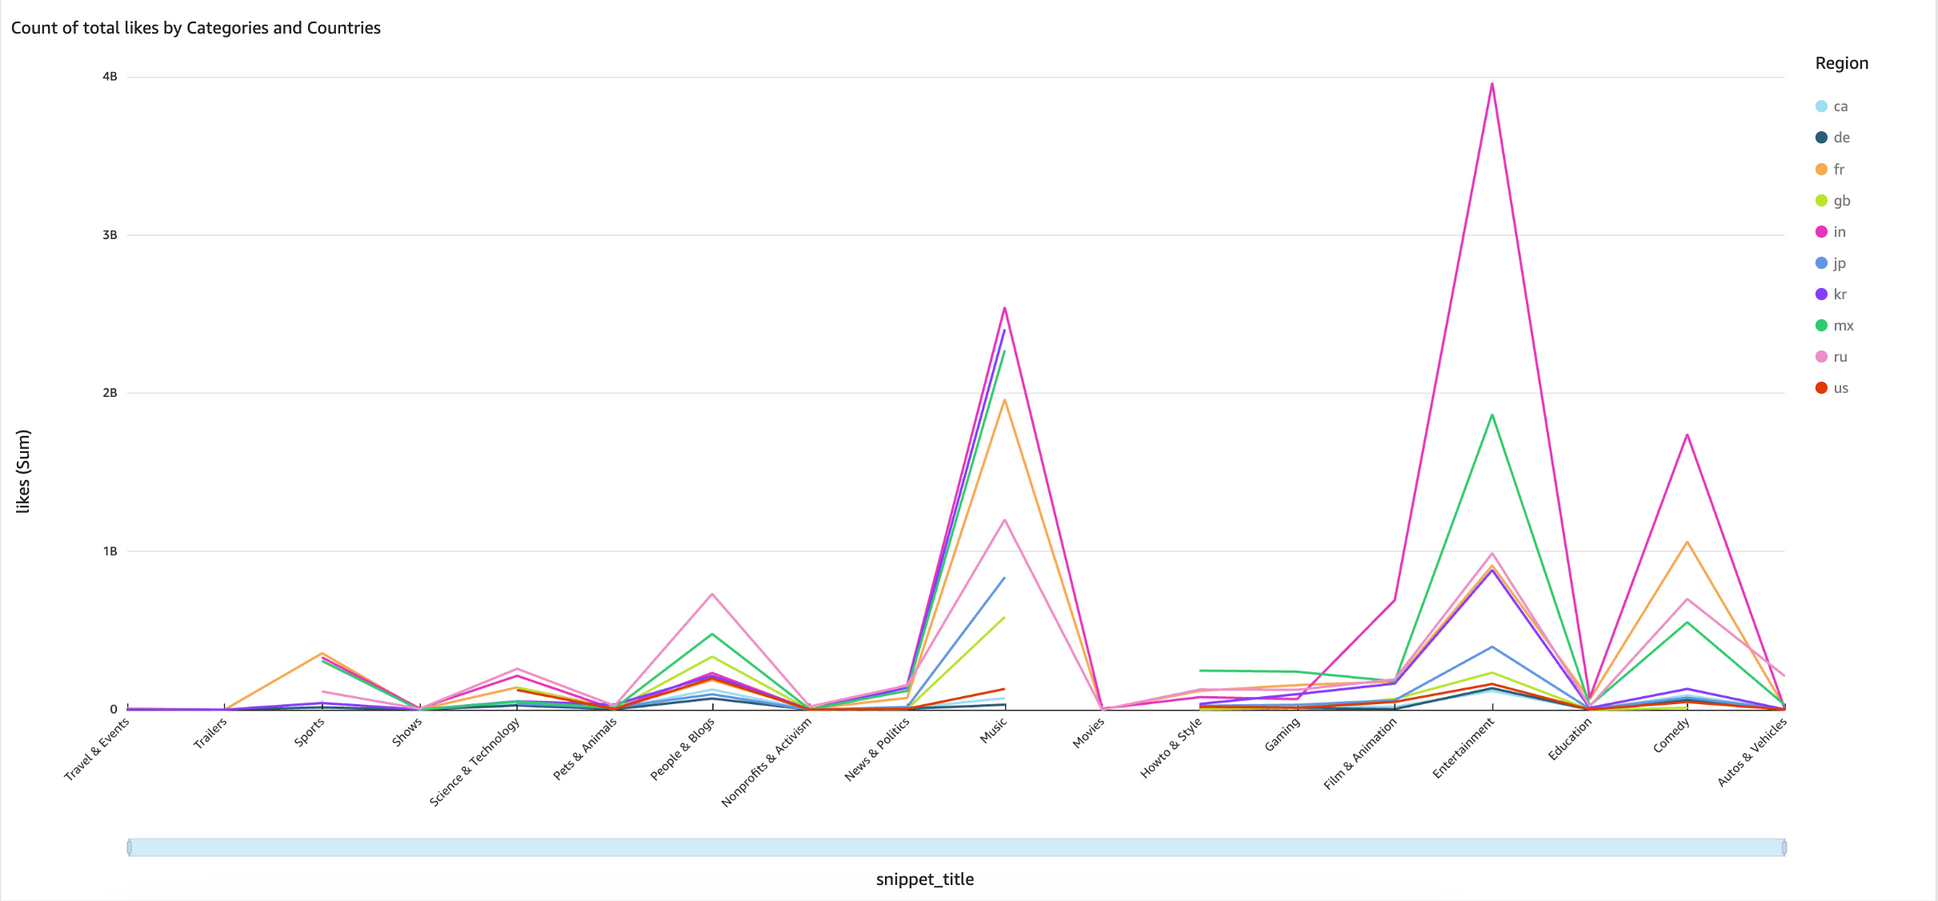 Count of total likes by Categories and Countries
4B
3B
2B
1B
0
likes (Sum)
Travel & Events
Trailers
Sports
Shows
Science & Technology
Pets & Animals
People & Blogs
Nonprofits & Activism
News & Politics
Music
Movies
Howto & Style
Gaming
Film & Animation
Entertainment
Education
Comedy
Autos & Vehicles
snippet_title
Region
ca
de
fr
gb
in
jp
kr
mx
ru
us